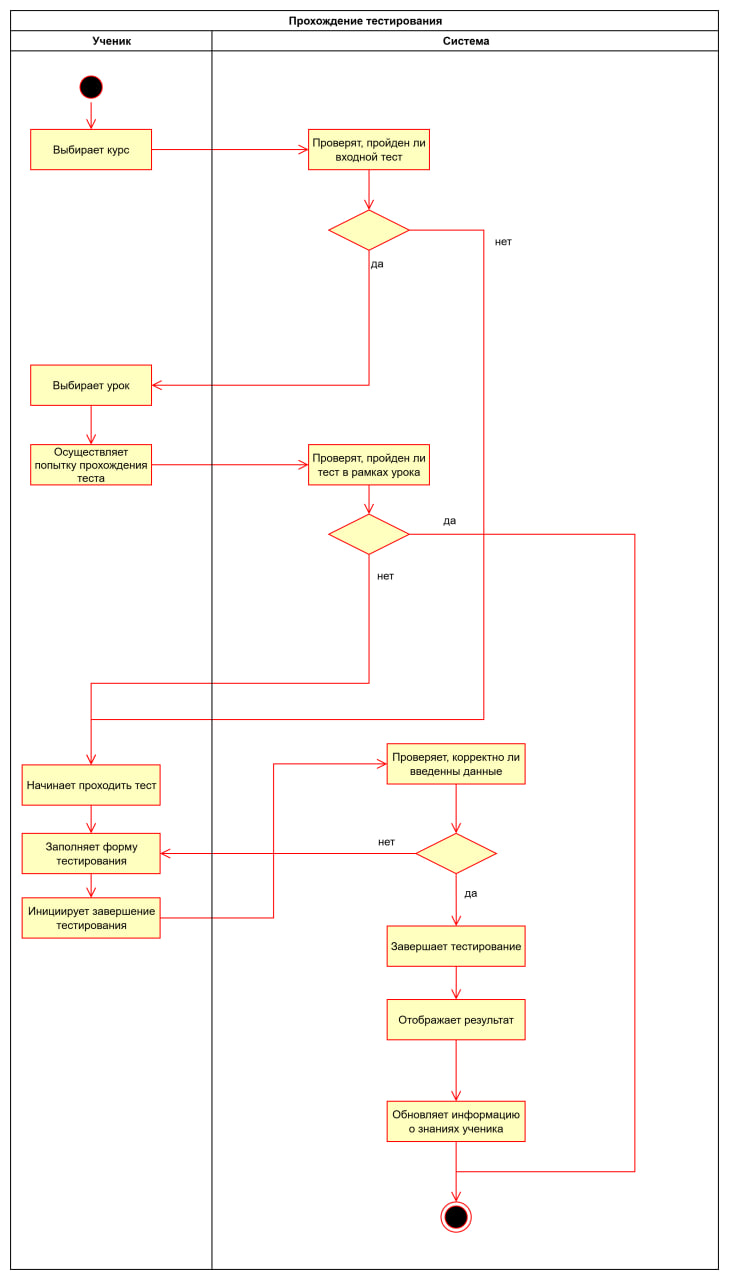 Прохождение тестирования
Ученик
Система
Выбирает курс
Проверят, пройден ли
входной тест
нет
да
Выбирает урок
Осуществляет
попытку прохождения
теста
Проверят, пройден ли
тест в рамках урока
да
нет
Проверяет, корректно ли
введенны данные
Начинает проходить тест
нет
Заполняет форму
тестирования
да
Инициирует завершение
тестирования
Завершает тестирование
Отображает результат
Обновляет информацию
о знаниях ученика